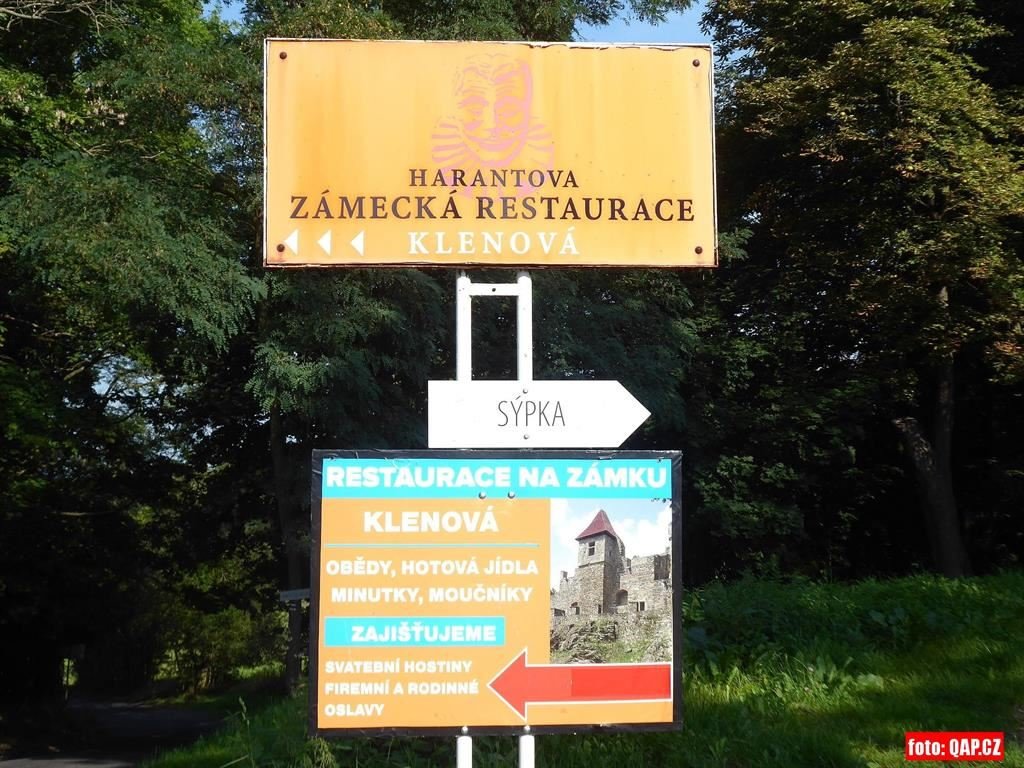 HARANTOVA
ZÁMECKÁ RESTAURACE
KLENOVÁ
SÝPKA
RESTAURACE NA ZÁMKU
KLENOVÁ
OBĚDY, HOTOVÁ JÍDLA
MINUTKY, MOUČNÍKY
ZAJIŠŤUJEME
SVATEBNÍ HOSTINY
FIREMNÍ A RODINNÉ
OSLAVY
foto: QAP.CZ